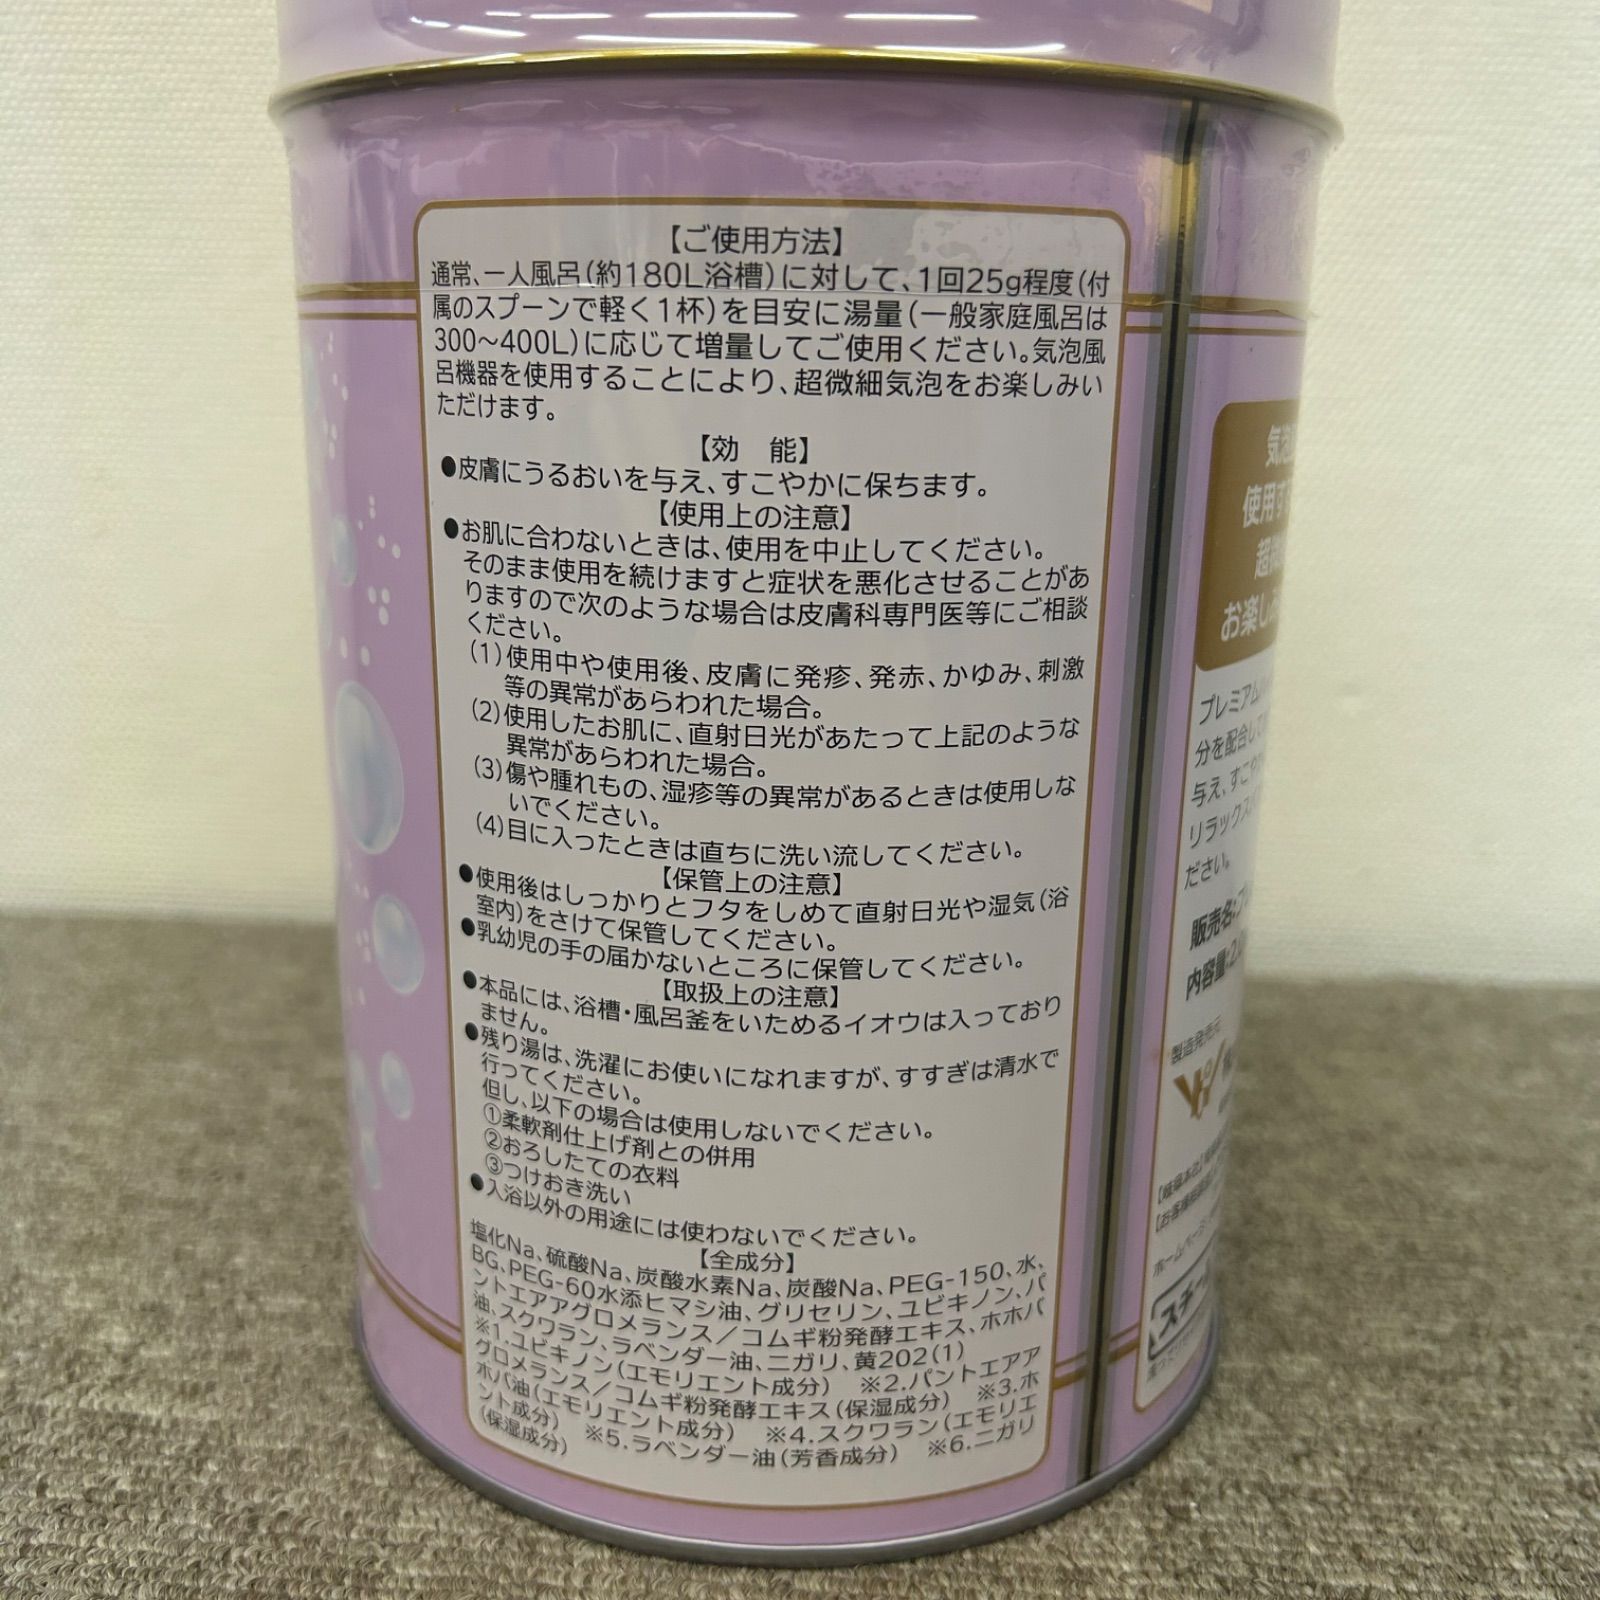 【ご使用方法】
通常、一人風呂(約180L浴槽)に対して、1回25g程度(付
属のスプーンで軽く1杯)を目安に湯量(一般家庭風呂は
300〜400L)に応じて増量してご使用ください。気泡風
呂機器を使用することにより、超微細気泡をお楽しみい
ただけます。
【効　能】
●皮膚にうるおいを与え、すこやかに保ちます。
【使用上の注意】
●お肌に合わないときは、使用を中止してください。
そのまま使用を続けますと症状を悪化させることがあ
りますので次のような場合は皮膚科専門医等にご相談
ください。
(1)使用中や使用後、皮膚に発疹、発赤、かゆみ、刺激
等の異常があらわれた場合。
(2)使用したお肌に、直射日光があたって上記のような
異常があらわれた場合。
(3)傷や腫れもの、湿疹等の異常があるときは使用しな
いでください。
(4)目に入ったときは直ちに洗い流してください。
【保管上の注意】
●使用後はしっかりとフタをしめて直射日光や湿気(浴
室内)をさけて保管してください。
●乳幼児の手の届かないところに保管してください。
【取扱上の注意】
●本品には、浴槽・風呂釜をいためるイオウは入っており
ません。
●残り湯は、洗濯にお使いになれますが、すすぎは清水で
行ってください。
但し、以下の場合は使用しないでください。
①柔軟剤仕上げ剤との併用
②おろしたての衣料
③つけおき洗い
●入浴以外の用途には使わないでください。
【全成分】
塩化Na、硫酸Na、炭酸水素Na、炭酸Na、PEG-150、水、
BG、PEG-60水添ヒマシ油、グリセリン、ユビキノン、パ
ントエアアグロメランス／コムギ粉発酵エキス、ホホバ
油、スクワラン、ラベンダー油、ニガリ、黄202(1)
※1.ユビキノン(エモリエント成分)　※2.パントエアア
グロメランス／コムギ粉発酵エキス(保湿成分)　※3.ホ
ホバ油(エモリエント成分)　※4.スクワラン(エモリエ
ント成分)　※5.ラベンダー油(芳香成分)　※6.ニガリ
(保湿成分)
気泡
使用す
お楽し
プレミアム
分を配合し
与え、すこ
リラックス
ださい。
販売名:
内容量:
製造発売元
ホームページ
スチール